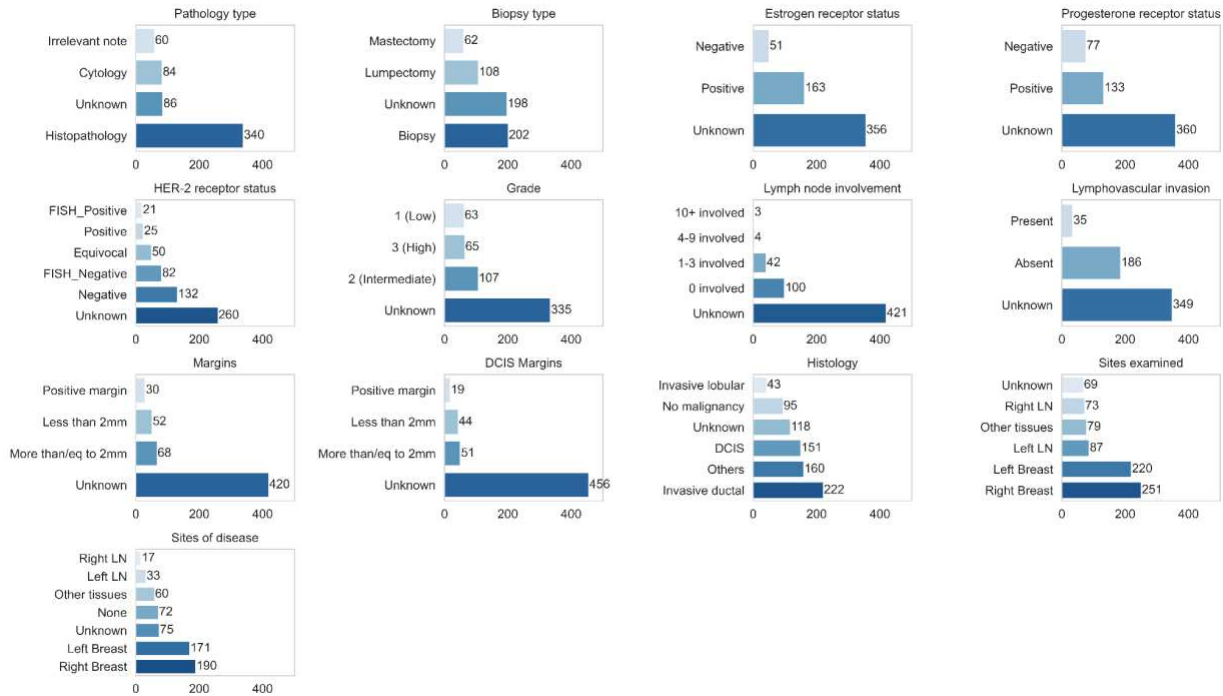 Pathology type
Irrelevant note 60
Cytology 84
Unknown 86
Histopathology 340
0 200 400
Biopsy type
Mastectomy 62
Lumpectomy 108
Unknown 198
Biopsy 202
0 200 400
Estrogen receptor status
Negative 51
Positive 163
Unknown 356
0 200 400
Progesterone receptor status
Negative 77
Positive 133
Unknown 360
0 200 400
HER-2 receptor status
FISH_Positive 21
Positive 25
Equivocal 50
FISH_Negative 82
Negative 132
Unknown 260
0 200 400
Grade
1 (Low) 63
3 (High) 65
2 (Intermediate) 107
Unknown 335
0 200 400
Lymph node involvement
10+ involved 3
4-9 involved 4
1-3 involved 42
0 involved 100
Unknown 421
0 200 400
Lymphovascular invasion
Present 35
Absent 186
Unknown 349
0 200 400
Margins
Positive margin 30
Less than 2mm 52
More than/eq to 2mm 68
Unknown 420
0 200 400
DCIS Margins
Positive margin 19
Less than 2mm 44
More than/eq to 2mm 51
Unknown 456
0 200 400
Histology
Invasive lobular 43
No malignancy 95
Unknown 118
DCIS 151
Others 160
Invasive ductal 222
0 200 400
Sites examined
Unknown 69
Right LN 73
Other tissues 79
Left LN 87
Left Breast 220
Right Breast 251
0 200 400
Sites of disease
Right LN 17
Left LN 33
Other tissues 60
None 72
Unknown 75
Left Breast 171
Right Breast 190
0 200 400